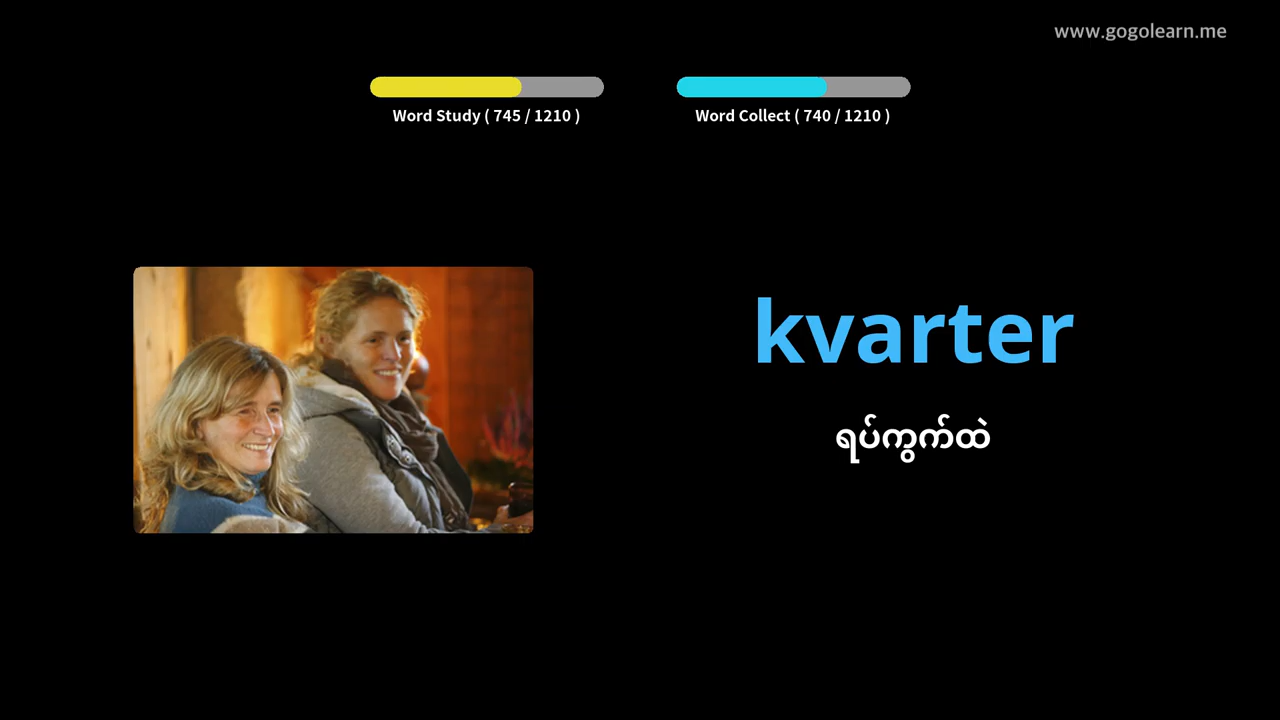 www.gogolearn.me
Word Study ( 745 / 1210 )
Word Collect ( 740 / 1210 )
kvarter
ရပ်ကွက်ထဲ